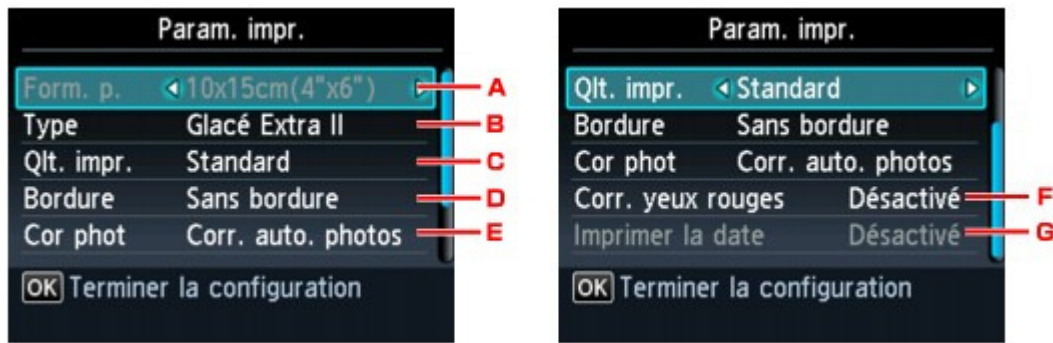 Param. impr.
Form. p. 10x15cm(4"x6") A
Type Glacé Extra II B
Qlt. impr. Standard C
Bordure Sans bordure D
Cor phot Corr. auto. photos E
OK Terminer la configuration
Param. impr.
Qlt. impr. Standard
Bordure Sans bordure
Cor phot Corr. auto. photos
Corr. yeux rouges Désactivé F
Imprimer la date Désactivé G
OK Terminer la configuration